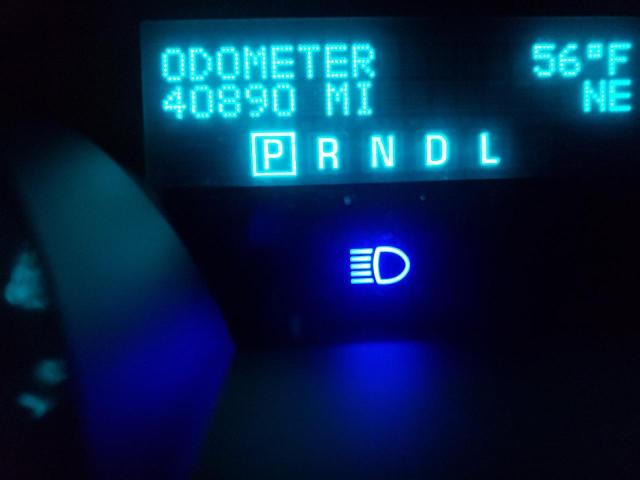 ODOMETER 56°F
40890 MI NE
P R N D L